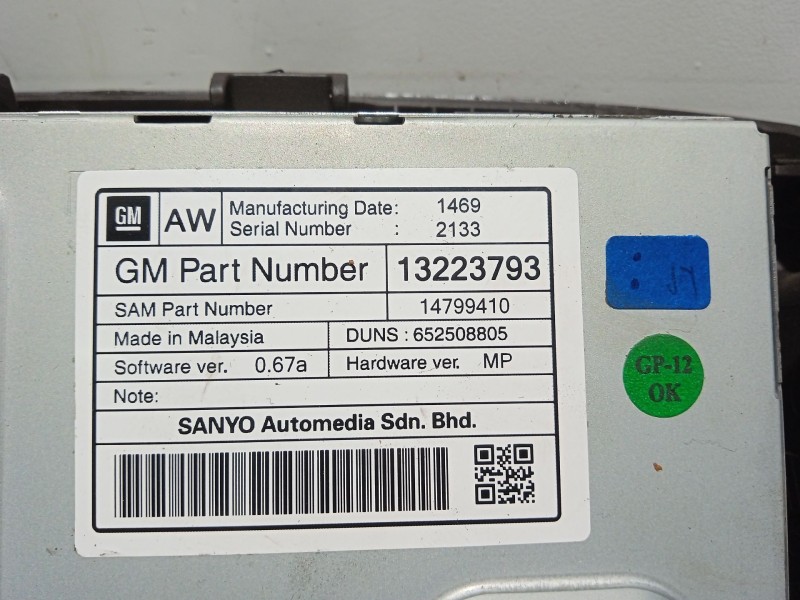 GM AW Manufacturing Date: 1469
Serial Number : 2133
GM Part Number 13223793
SAM Part Number 14799410
Made in Malaysia DUNS : 652508805
Software ver. 0.67a Hardware ver. MP
Note:
SANYO Automedia Sdn. Bhd.
GP-12
OK